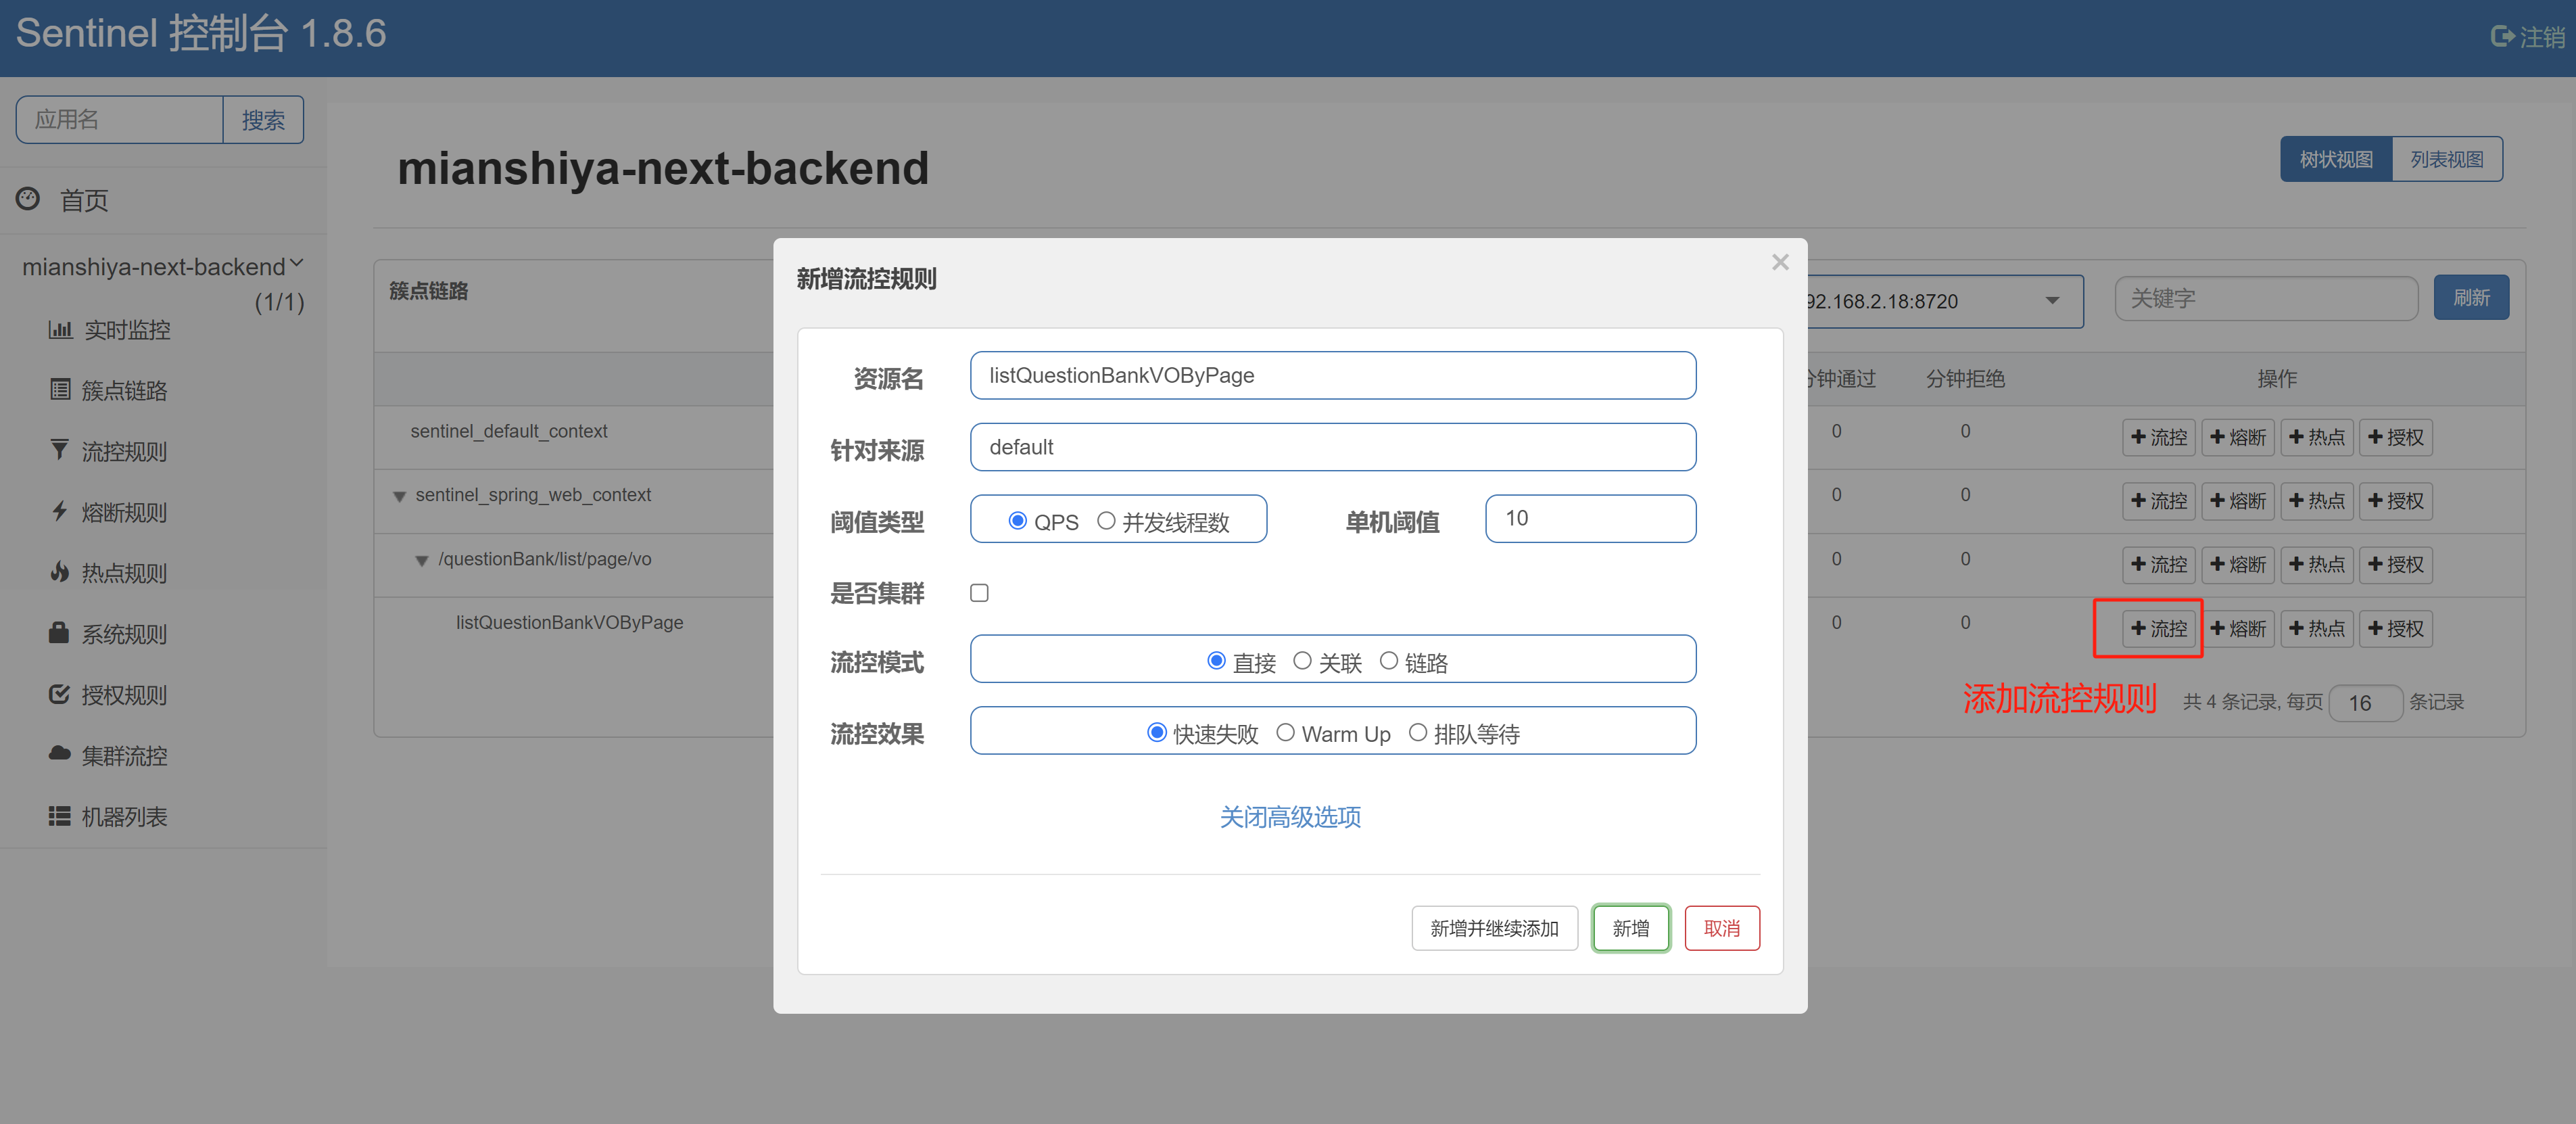 Sentinel 控制台 1.8.6
注销
应用名
搜索
首页
mianshiya-next-backend
(1/1)
实时监控
簇点链路
流控规则
熔断规则
热点规则
系统规则
授权规则
集群流控
机器列表
mianshiya-next-backend
树状视图 列表视图
簇点链路
92.168.2.18:8720
关键字
刷新
分钟通过 分钟拒绝 操作
sentinel_default_context 0 0 流控 熔断 热点 授权
sentinel_spring_web_context 0 0 流控 熔断 热点 授权
/questionBank/list/page/vo 0 0 流控 熔断 热点 授权
listQuestionBankVOByPage 0 0 流控 熔断 热点 授权
添加流控规则
共 4 条记录, 每页 16 条记录
新增流控规则
×
资源名 listQuestionBankVOByPage
针对来源 default
阈值类型 QPS 并发线程数 单机阈值 10
是否集群
流控模式 直接 关联 链路
流控效果 快速失败 Warm Up 排队等待
关闭高级选项
新增并继续添加 新增 取消